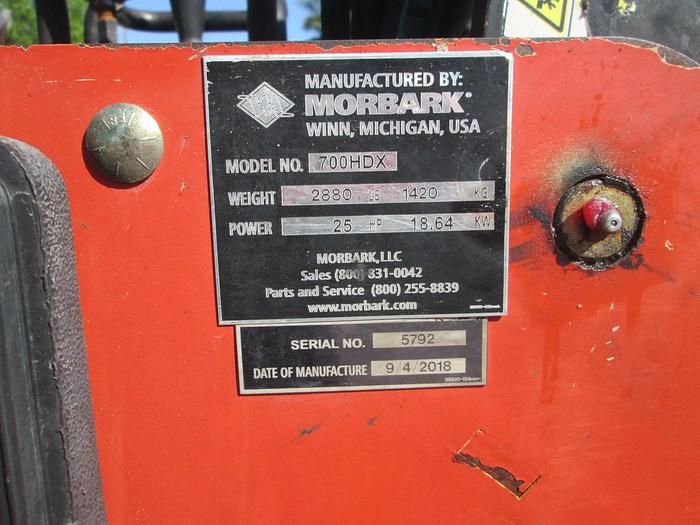 MANUFACTURED BY:
MORBARK®
WINN, MICHIGAN, USA
MODEL NO. 700HDX
WEIGHT 2880 LB 1420 KG
POWER 25 HP 18.64 KW
MORBARK, LLC
Sales (800) 831-0042
Parts and Service (800) 255-8839
www.morbark.com
SERIAL NO. 5792
DATE OF MANUFACTURE 9/4/2018